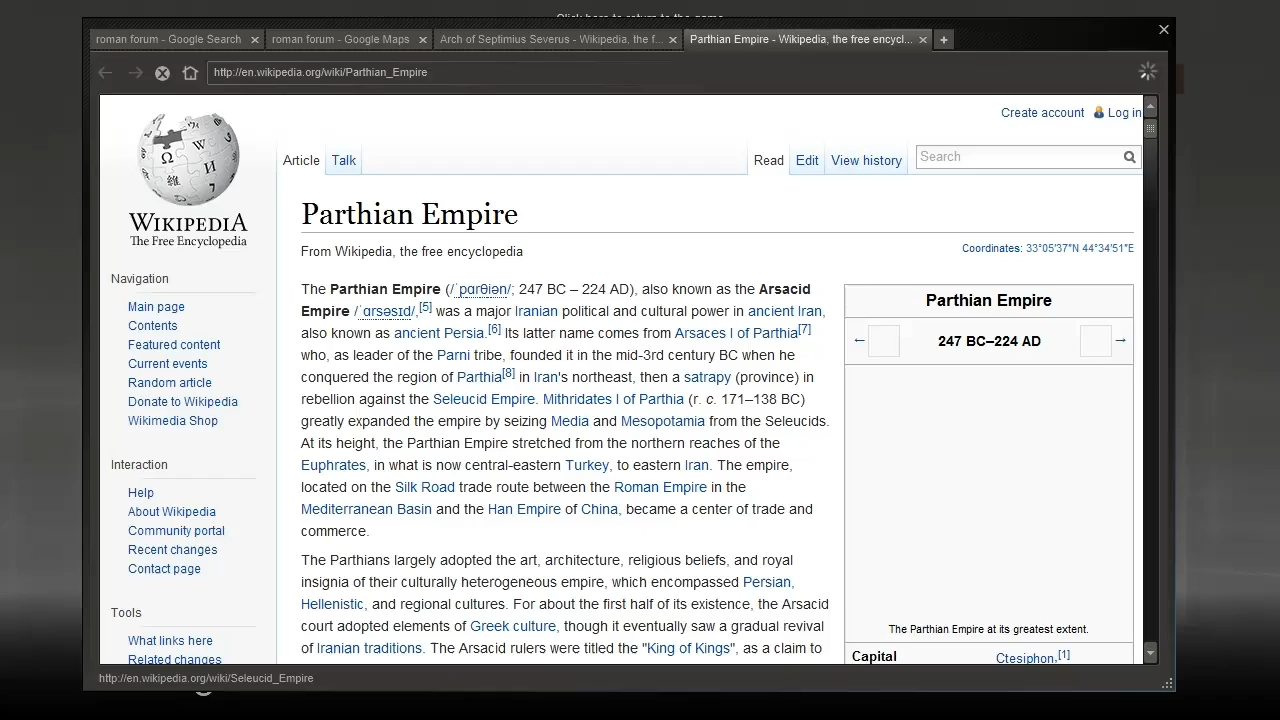 Click here to return to the game
roman forum - Google Search
roman forum - Google Maps
Arch of Septimius Severus - Wikipedia, the f...
Parthian Empire - Wikipedia, the free encycl...
http://en.wikipedia.org/wiki/Parthian_Empire
Create account
Log in
Article
Talk
Read
Edit
View history
Search
WIKIPEDIA
The Free Encyclopedia
Navigation
Main page
Contents
Featured content
Current events
Random article
Donate to Wikipedia
Wikimedia Shop
Interaction
Help
About Wikipedia
Community portal
Recent changes
Contact page
Tools
What links here
Related changes
Parthian Empire
From Wikipedia, the free encyclopedia
Coordinates: 33°05′37″N 44°34′51″E
The Parthian Empire (/ˈpɑrθiən/; 247 BC – 224 AD), also known as the Arsacid
Empire /ˈɑrsəsɪd/,[5] was a major Iranian political and cultural power in ancient Iran,
also known as ancient Persia.[6] Its latter name comes from Arsaces I of Parthia[7]
who, as leader of the Parni tribe, founded it in the mid-3rd century BC when he
conquered the region of Parthia[8] in Iran's northeast, then a satrapy (province) in
rebellion against the Seleucid Empire. Mithridates I of Parthia (r. c. 171–138 BC)
greatly expanded the empire by seizing Media and Mesopotamia from the Seleucids.
At its height, the Parthian Empire stretched from the northern reaches of the
Euphrates, in what is now central-eastern Turkey, to eastern Iran. The empire,
located on the Silk Road trade route between the Roman Empire in the
Mediterranean Basin and the Han Empire of China, became a center of trade and
commerce.
The Parthians largely adopted the art, architecture, religious beliefs, and royal
insignia of their culturally heterogeneous empire, which encompassed Persian,
Hellenistic, and regional cultures. For about the first half of its existence, the Arsacid
court adopted elements of Greek culture, though it eventually saw a gradual revival
of Iranian traditions. The Arsacid rulers were titled the "King of Kings", as a claim to
Parthian Empire
← 247 BC–224 AD →
The Parthian Empire at its greatest extent.
Capital Ctesiphon,[1]
http://en.wikipedia.org/wiki/Seleucid_Empire